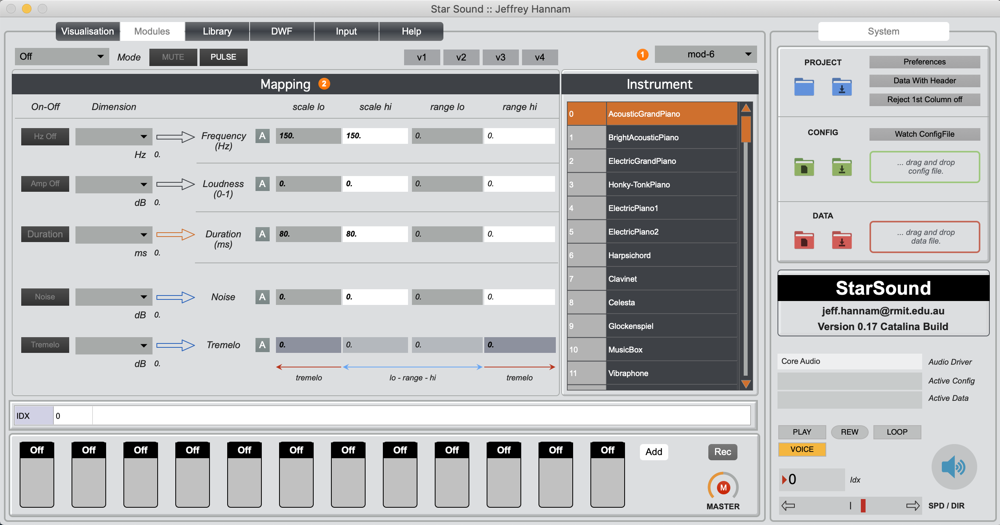 Star Sound :: Jeffrey Hannam
Visualisation Modules Library DWF Input Help
System
Off Mode MUTE PULSE v1 v2 v3 v4 1 mod-6
Mapping 2
On-Off Dimension scale lo scale hi range lo range hi
Hz Off Frequency (Hz) A 150. 150. 0. 0.
Hz 0.
Amp Off Loudness (0-1) A 0. 0. 0. 0.
dB 0.
Duration Duration (ms) A 80. 80. 0. 0.
ms 0.
Noise Noise A 0. 0. 0. 0.
dB 0.
Tremelo Tremelo A 0. 0. 0. 0.
dB 0.
tremelo lo - range - hi tremelo
Instrument
0 AcousticGrandPiano
1 BrightAcousticPiano
2 ElectricGrandPiano
3 Honky-TonkPiano
4 ElectricPiano1
5 ElectricPiano2
6 Harpsichord
7 Clavinet
8 Celesta
9 Glockenspiel
10 MusicBox
11 Vibraphone
IDX 0
Off Off Off Off Off Off Off Off Off Off Off Off Add Rec
M
MASTER
PROJECT Preferences
Data With Header
Reject 1st Column off
CONFIG Watch ConfigFile
... drag and drop
config file.
DATA
... drag and drop
data file.
StarSound
jeff.hannam@rmit.edu.au
Version 0.17 Catalina Build
Core Audio Audio Driver
Active Config
Active Data
PLAY REW LOOP
VOICE
0 Idx
SPD / DIR